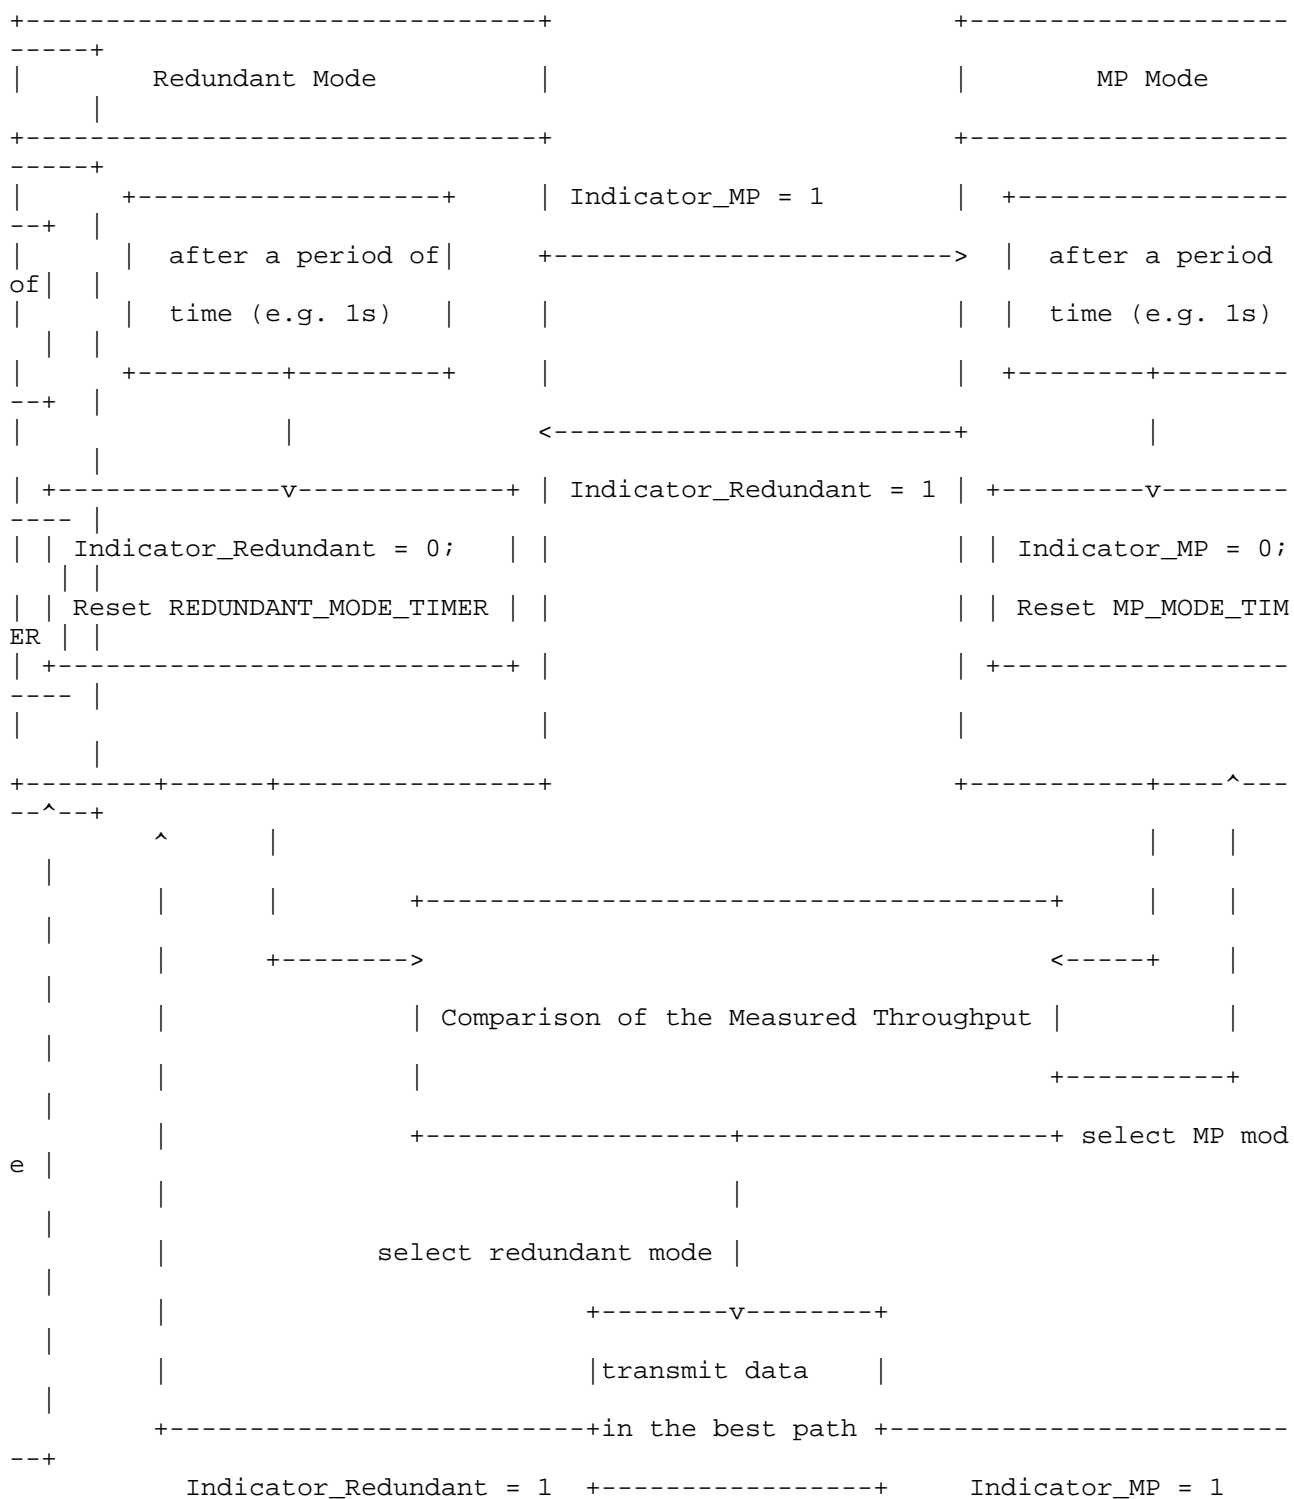 +--------------------------------+                         +--------------------
-----+
|        Redundant Mode          |                         |        MP Mode
     |
+--------------------------------+                         +--------------------
-----+
|      +-------------------+     | Indicator_MP = 1        |  +-----------------
--+  |
|      |  after a period of|     +-------------------------> |  after a period
of|  |
|      |  time (e.g. 1s)   |     |                         | |  time (e.g. 1s)
  |  |
|      +---------+---------+     |                         |  +--------+--------
--+  |
|                |               <-------------------------+           |
     |
| +--------------v-------------+ | Indicator_Redundant = 1 | +---------v--------
---- |
| | Indicator_Redundant = 0;   | |                         | | Indicator_MP = 0;
   | |
| | Reset REDUNDANT_MODE_TIMER | |                         | | Reset MP_MODE_TIM
ER | |
| +----------------------------+ |                         | +------------------
---- |
|                                |                         |
     |
+--------+------+----------------+                         +-----------+----^---
--^--+
         ^      |                                                      |    |
  |
         |      |        +---------------------------------------+     |    |
  |
         |      +-------->                                       <-----+    |
  |
         |               | Comparison of the Measured Throughput |          |
  |
         |               |                                       +----------+
  |
         |               +-------------------+-------------------+ select MP mod
e |
         |                                   |
  |
         |             select redundant mode |
  |
         |                          +--------v--------+
  |
         |                          |transmit data    |
  |
         +--------------------------+in the best path +-------------------------
--+
           Indicator_Redundant = 1  +-----------------+     Indicator_MP = 1